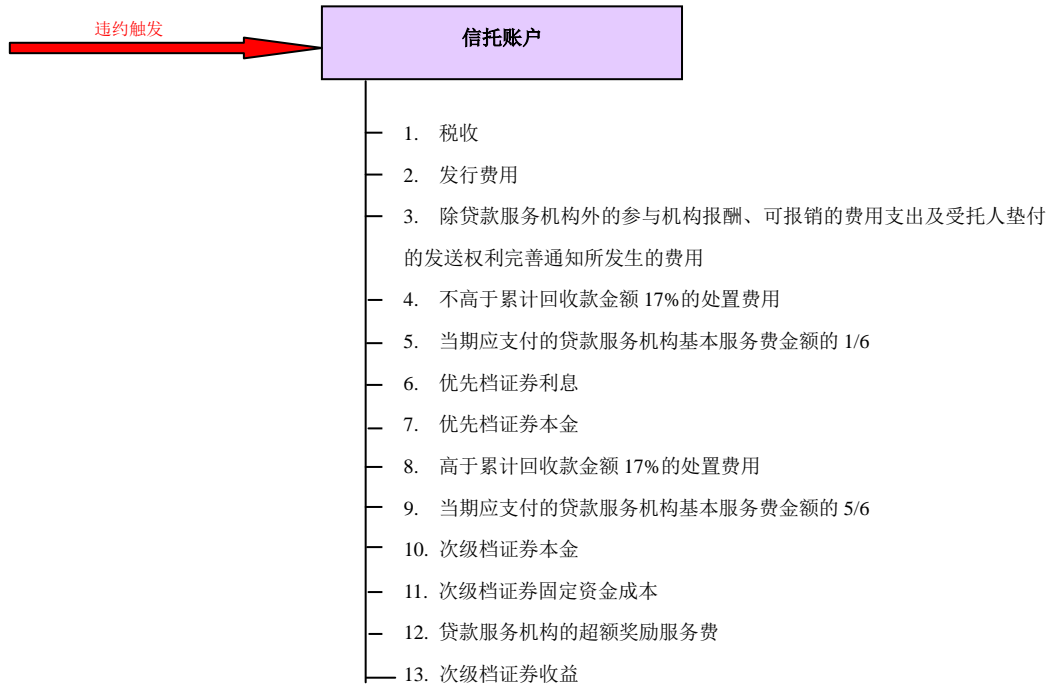 违约触发
信托账户
1. 税收
2. 发行费用
3. 除贷款服务机构外的参与机构报酬、可报销的费用支出及受托人垫付
的发送权利完善通知所发生的费用
4. 不高于累计回收款金额 17%的处置费用
5. 当期应支付的贷款服务机构基本服务费金额的 1/6
6. 优先档证券利息
7. 优先档证券本金
8. 高于累计回收款金额 17%的处置费用
9. 当期应支付的贷款服务机构基本服务费金额的 5/6
10. 次级档证券本金
11. 次级档证券固定资金成本
12. 贷款服务机构的超额奖励服务费
13. 次级档证券收益